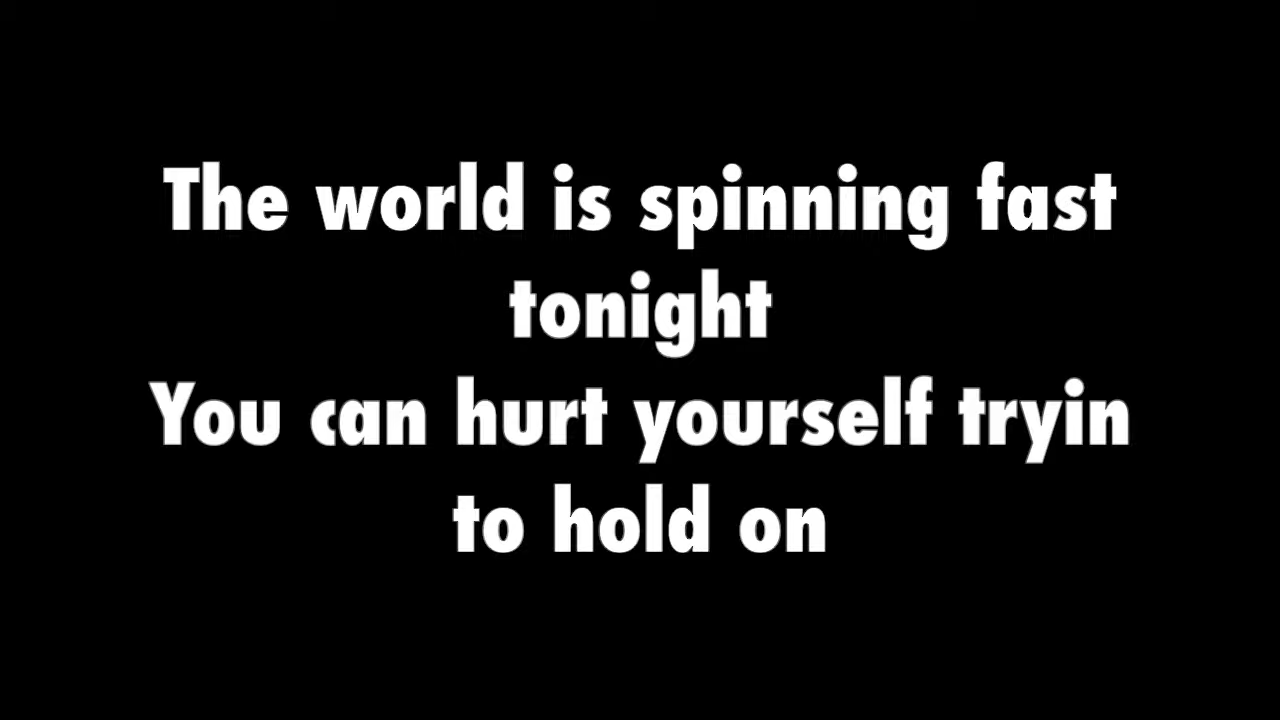 The world is spinning fast
tonight
You can hurt yourself tryin
to hold on